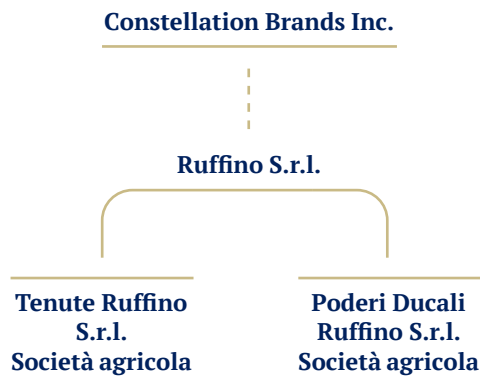 Constellation Brands Inc.
Ruffino S.r.l.
Tenute Ruffino
S.r.l.
Società agricola
Poderi Ducali
Ruffino S.r.l.
Società agricola